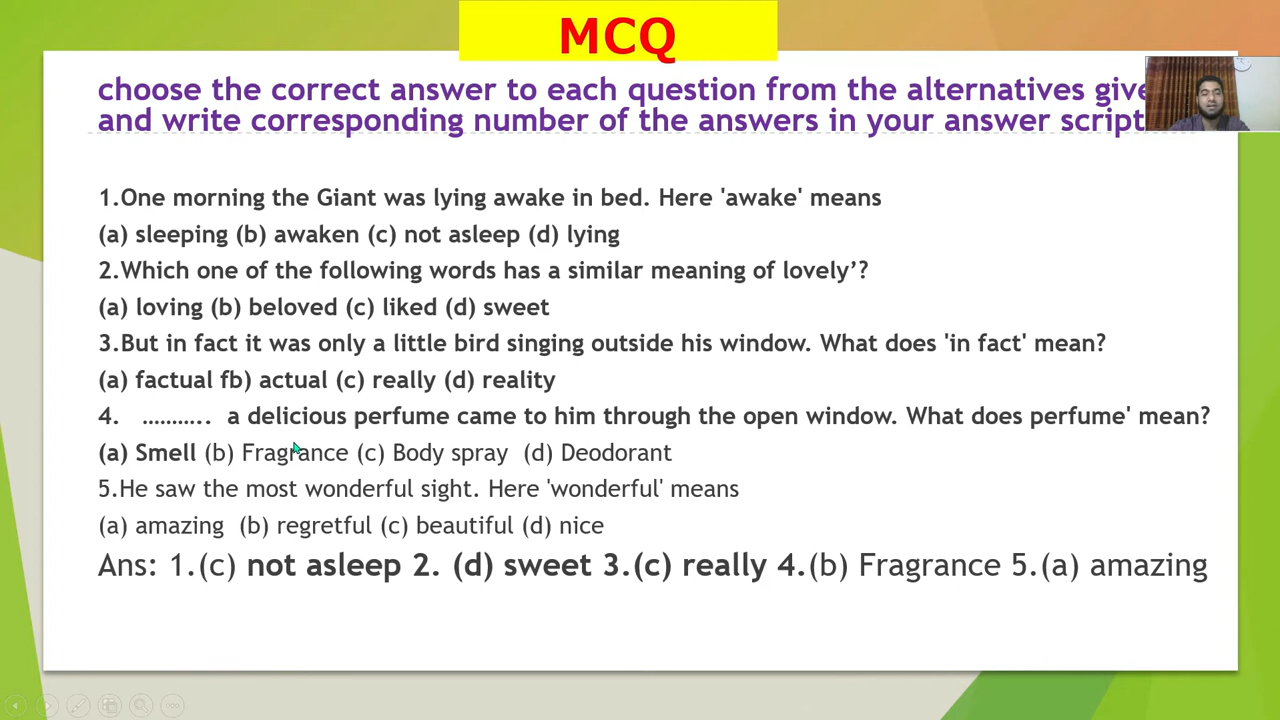 MCQ
choose the correct answer to each question from the alternatives give
and write corresponding number of the answers in your answer script
1.One morning the Giant was lying awake in bed. Here 'awake' means
(a) sleeping (b) awaken (c) not asleep (d) lying
2.Which one of the following words has a similar meaning of lovely’?
(a) loving (b) beloved (c) liked (d) sweet
3.But in fact it was only a little bird singing outside his window. What does 'in fact' mean?
(a) factual fb) actual (c) really (d) reality
4. ……….. a delicious perfume came to him through the open window. What does perfume' mean?
(a) Smell (b) Fragrance (c) Body spray (d) Deodorant
5.He saw the most wonderful sight. Here 'wonderful' means
(a) amazing (b) regretful (c) beautiful (d) nice
Ans: 1.(c) not asleep 2. (d) sweet 3.(c) really 4.(b) Fragrance 5.(a) amazing